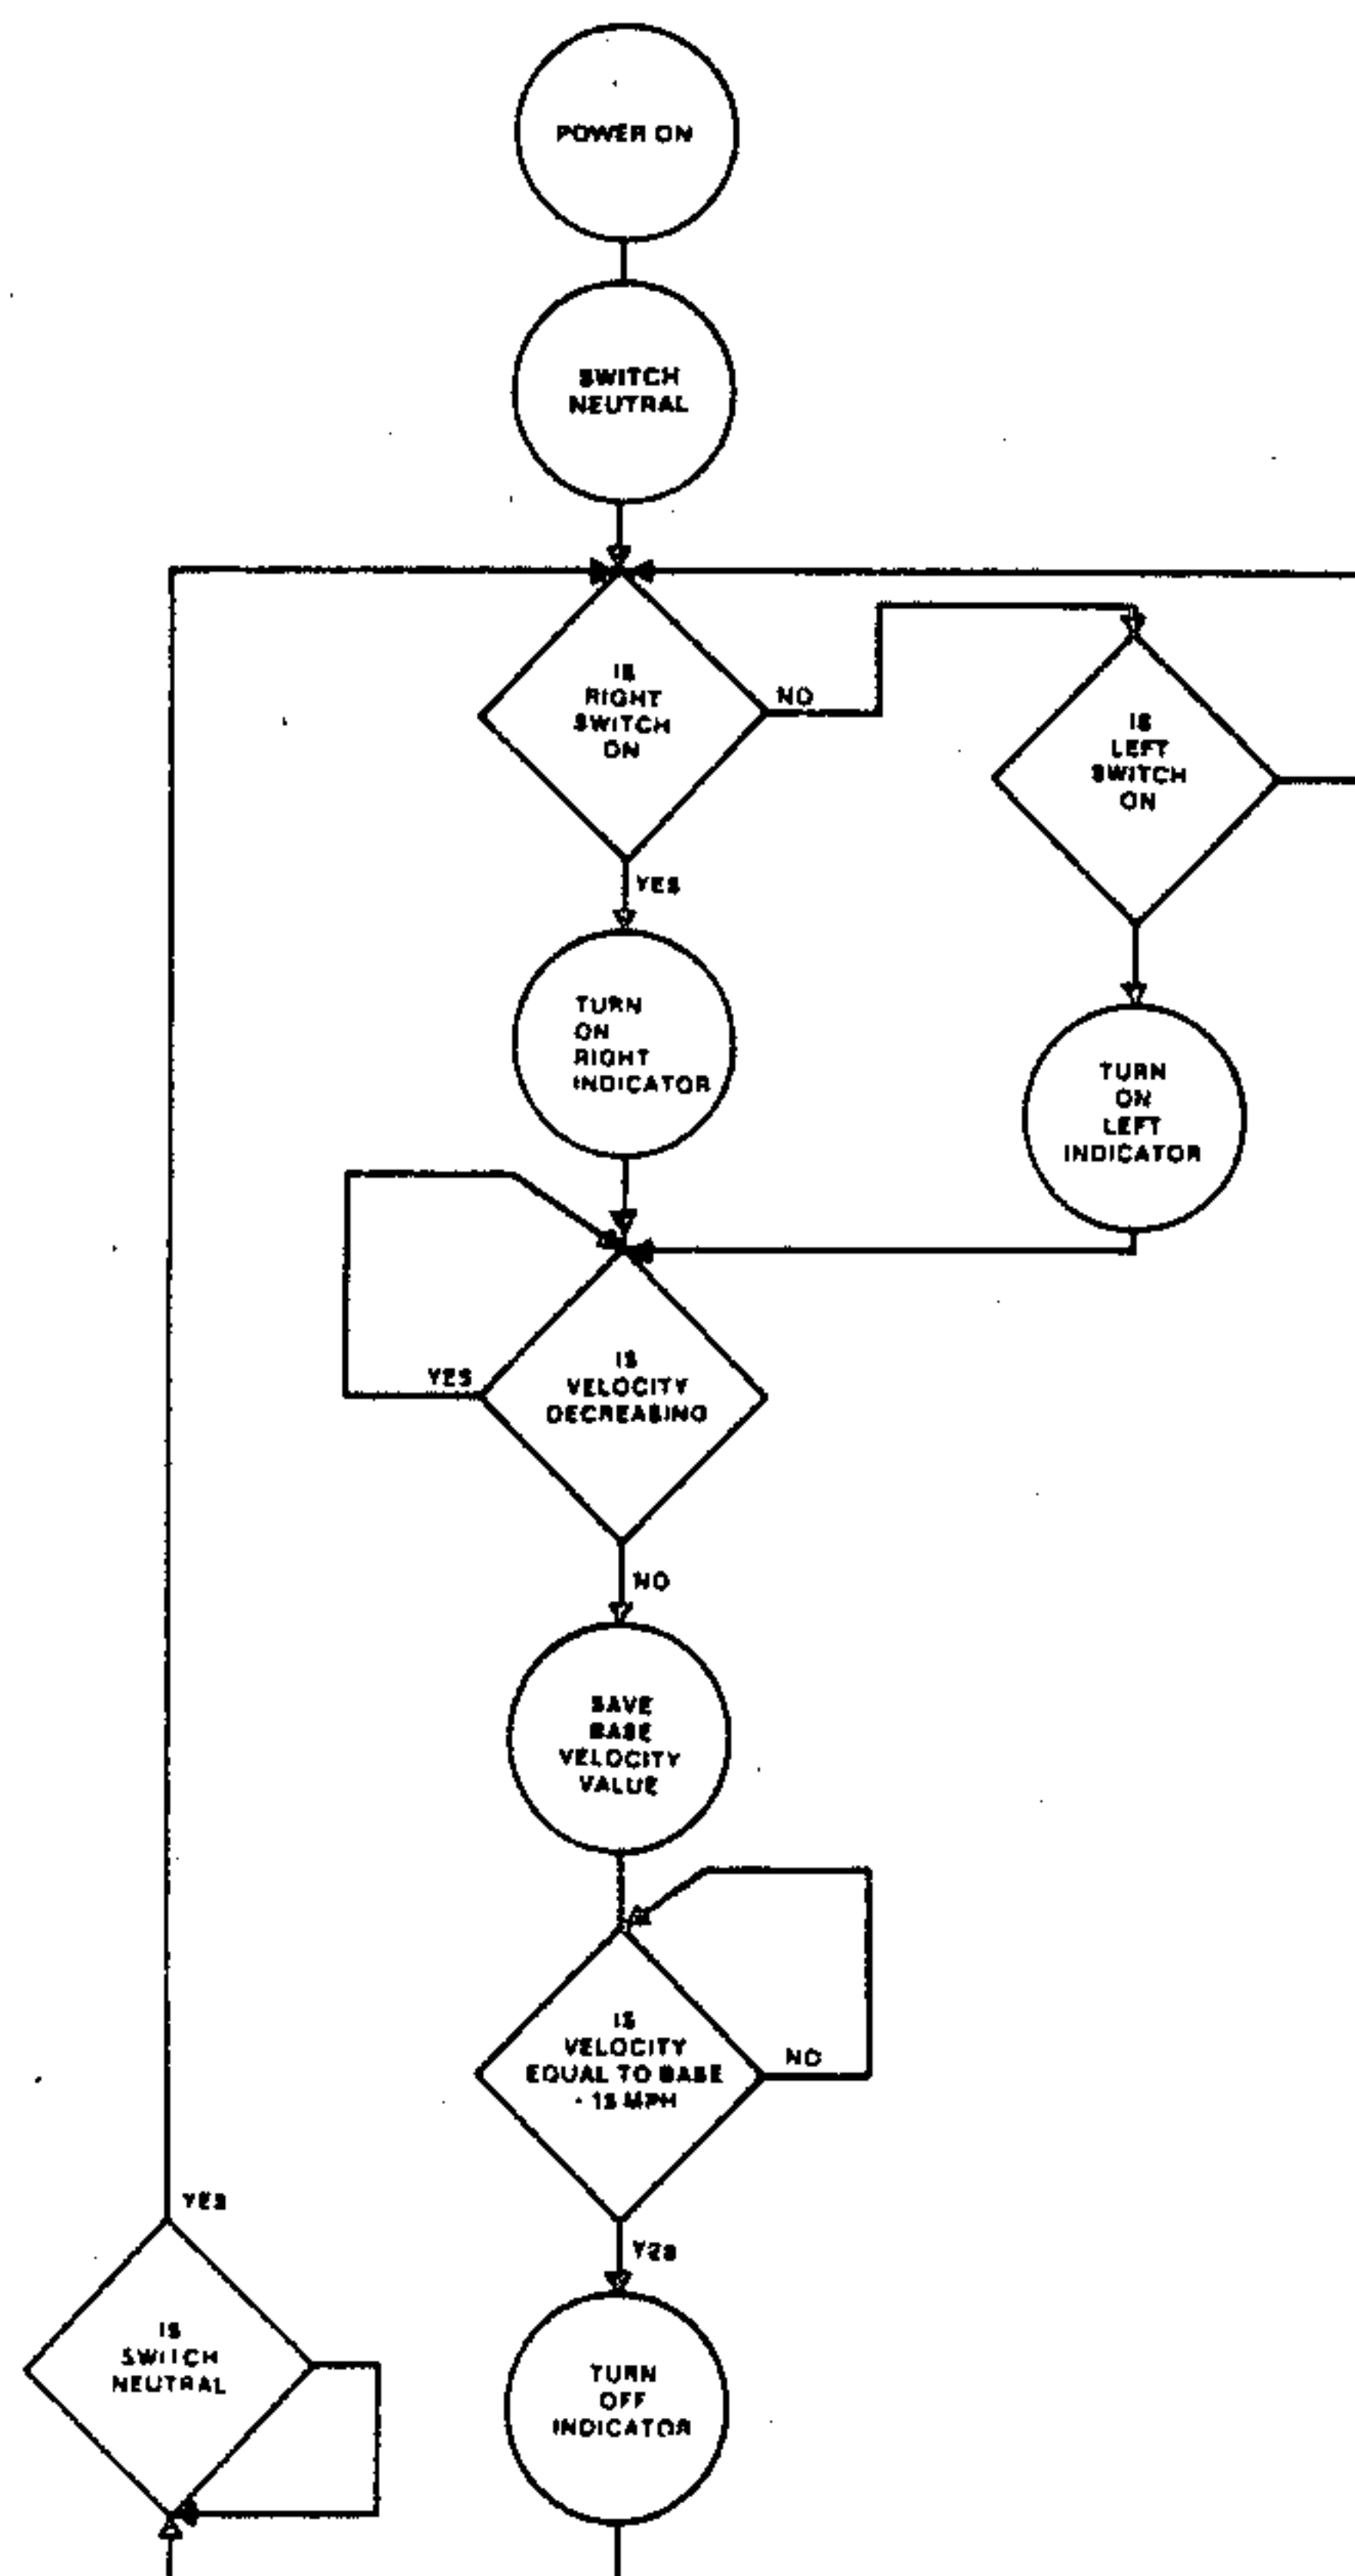 POWER ON
SWITCH
NEUTRAL
IS
RIGHT
SWITCH
ON
NO
IS
LEFT
SWITCH
ON
YES
TURN
ON
RIGHT
INDICATOR
TURN
ON
LEFT
INDICATOR
IS
VELOCITY
DECREASING
YES
NO
SAVE
BASE
VELOCITY
VALUE
IS
VELOCITY
EQUAL TO BASE
MPH
NO
YES
YES
IS
SWITCH
NEUTRAL
TURN
OFF
INDICATOR